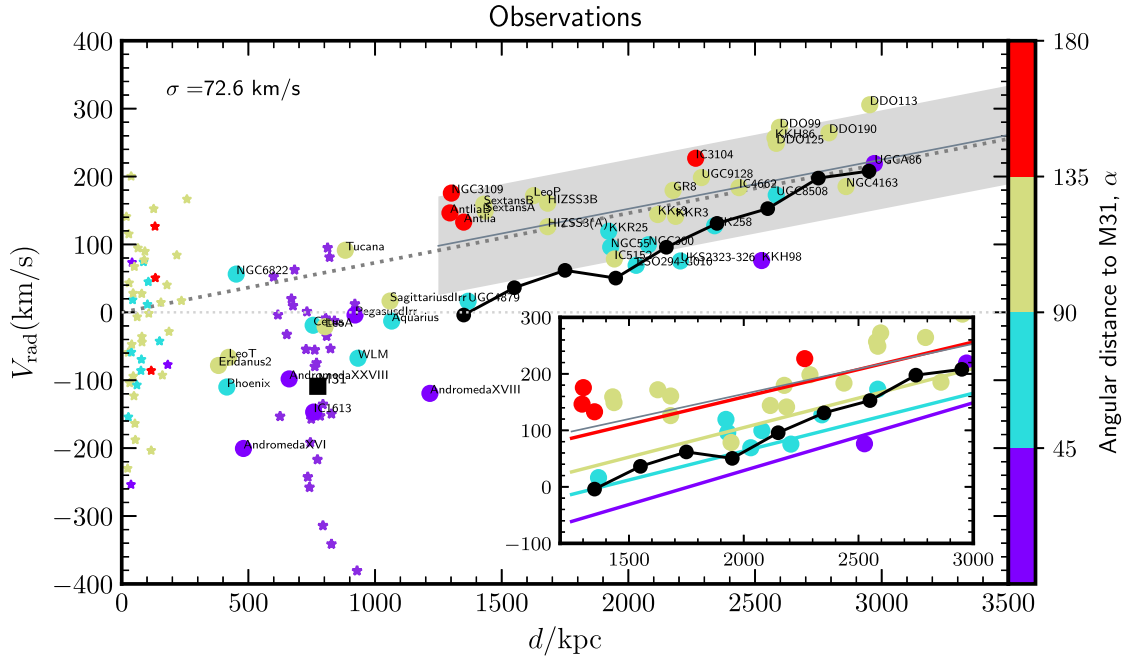 Observations
σ =72.6 km/s
V_rad(km/s)
400
300
200
100
0
−100
−200
−300
−400
DDO113
DDO99
KKH86
DDO125
DDO190
IC3104
UGCA86
UGC9128
IC4662
NGC4163
GR8
UGC8508
NGC3109
LeoP
SextansB
HIZSS3B
AntliaB
SextansA
Antlia
KKR3
HIZSS3(A)
KKR25
KK258
NGC55
NGC300
IC5152
ESO294-G010
UKS2323-326
KKH98
Tucana
NGC6822
SagittariusdIrr
UGC4879
PegasusdIrr
Aquarius
Cetus
LeoA
LeoT
WLM
Eridanus2
AndromedaXXVIII
M31
Phoenix
AndromedaXVIII
IC1613
AndromedaXVI
300
200
100
0
−100
1500
2000
2500
3000
0
500
1000
1500
2000
2500
3000
3500
d/kpc
180
135
90
45
Angular distance to M31, α